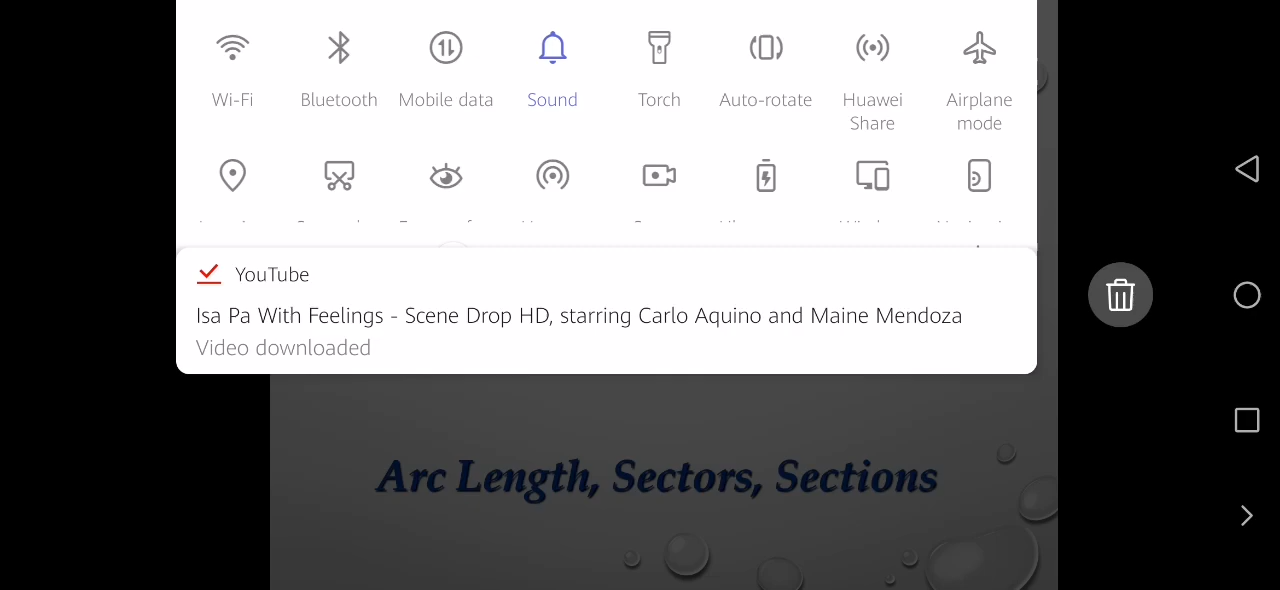 Wi-Fi Bluetooth Mobile data Sound Torch Auto-rotate Huawei Share Airplane mode
YouTube
Isa Pa With Feelings - Scene Drop HD, starring Carlo Aquino and Maine Mendoza
Video downloaded
Arc Length, Sectors, Sections